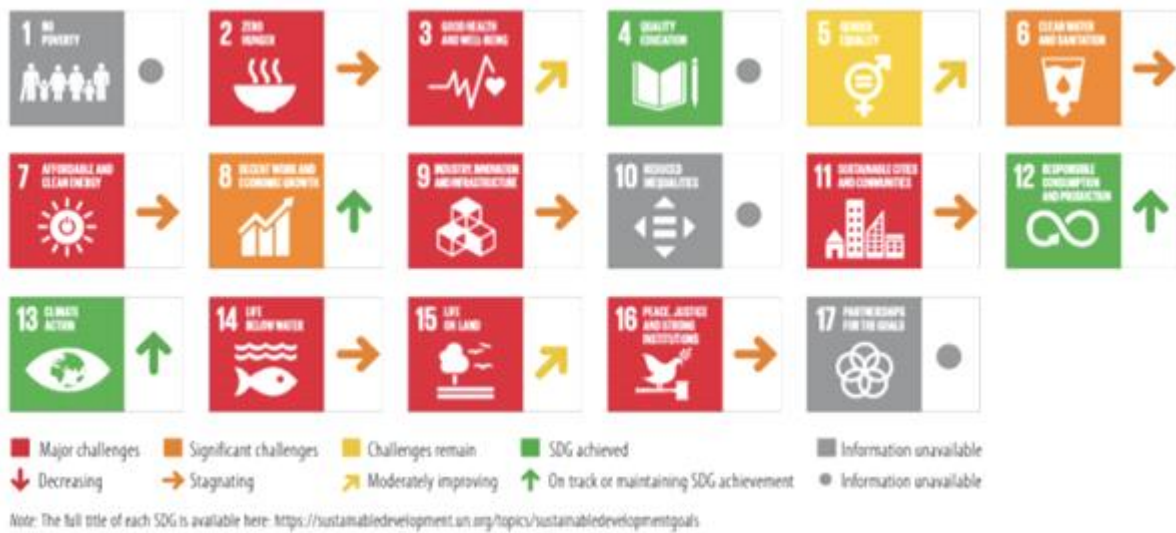 1 NO
POVERTY
2 ZERO
HUNGER
3 GOOD HEALTH
AND WELL-BEING
4 QUALITY
EDUCATION
5 GENDER
EQUALITY
6 CLEAN WATER
AND SANITATION
7 AFFORDABLE AND
CLEAN ENERGY
8 DECENT WORK AND
ECONOMIC GROWTH
9 INDUSTRY, INNOVATION
AND INFRASTRUCTURE
10 REDUCED
INEQUALITIES
11 SUSTAINABLE CITIES
AND COMMUNITIES
12 RESPONSIBLE
CONSUMPTION
AND PRODUCTION
13 CLIMATE
ACTION
14 LIFE
BELOW WATER
15 LIFE
ON LAND
16 PEACE, JUSTICE
AND STRONG
INSTITUTIONS
17 PARTNERSHIPS
FOR THE GOALS
Major challenges Significant challenges Challenges remain SDG achieved Information unavailable
Decreasing Stagnating Moderately improving On track or maintaining SDG achievement Information unavailable
Note: The full title of each SDG is available here: https://sustainabledevelopment.un.org/topics/sustainabledevelopmentgoals